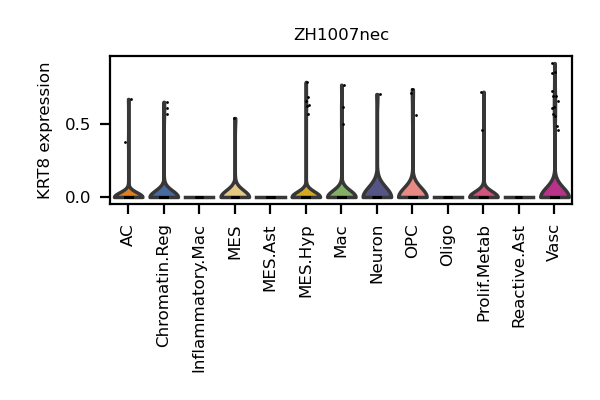 ZH1007nec
KRT8 expression
0.5
0.0
AC
Chromatin.Reg
Inflammatory.Mac
MES
MES.Ast
MES.Hyp
Mac
Neuron
OPC
Oligo
Prolif.Metab
Reactive.Ast
Vasc